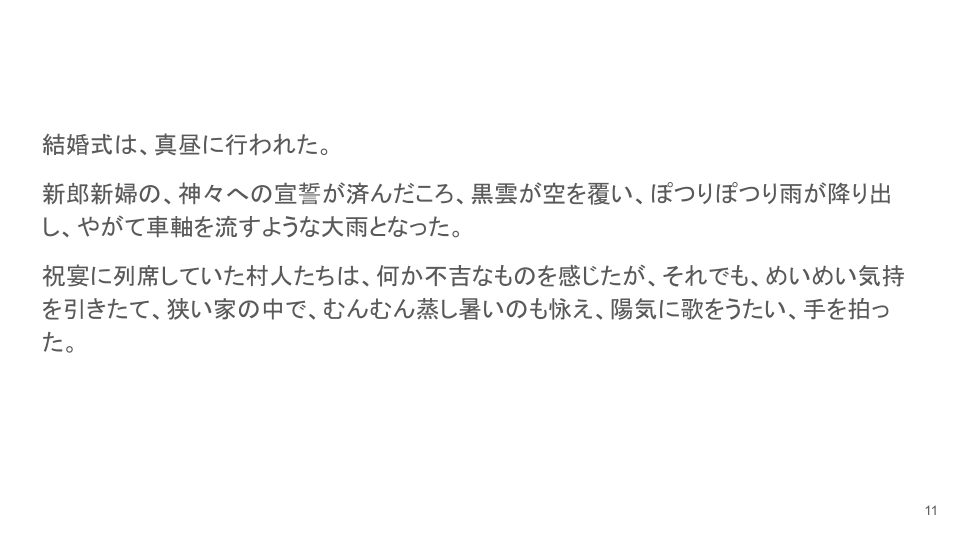 結婚式は、真昼に行われた。
新郎新婦の、神々への宣誓が済んだころ、黒雲が空を覆い、ぽつりぽつり雨が降り出
し、やがて車軸を流すような大雨となった。
祝宴に列席していた村人たちは、何か不吉なものを感じたが、それでも、めいめい気持
を引きたて、狭い家の中で、むんむん蒸し暑いのも怺え、陽気に歌をうたい、手を拍っ
た。
11